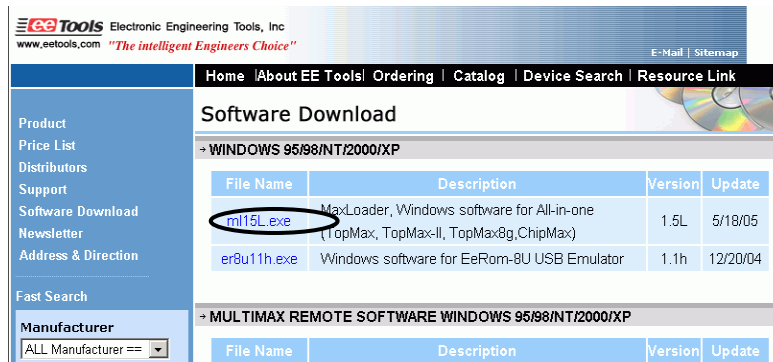 EE Tools Electronic Engineering Tools, Inc
www.eetools.com "The intelligent Engineers Choice"
E-Mail | Sitemap
Home |About EE Tools| Ordering | Catalog | Device Search | Resource Link
Product
Price List
Distributors
Support
Software Download
Newsletter
Address & Direction
Fast Search
Manufacturer
ALL Manufacturer ==
Software Download
WINDOWS 95/98/NT/2000/XP
File Name Description Version Update
ml15L.exe MaxLoader, Windows software for All-in-one
(TopMax, TopMax-II, TopMax8g,ChipMax) 1.5L 5/18/05
er8u11h.exe Windows software for EeRom-8U USB Emulator 1.1h 12/20/04
MULTIMAX REMOTE SOFTWARE WINDOWS 95/98/NT/2000/XP
File Name Description Version Update